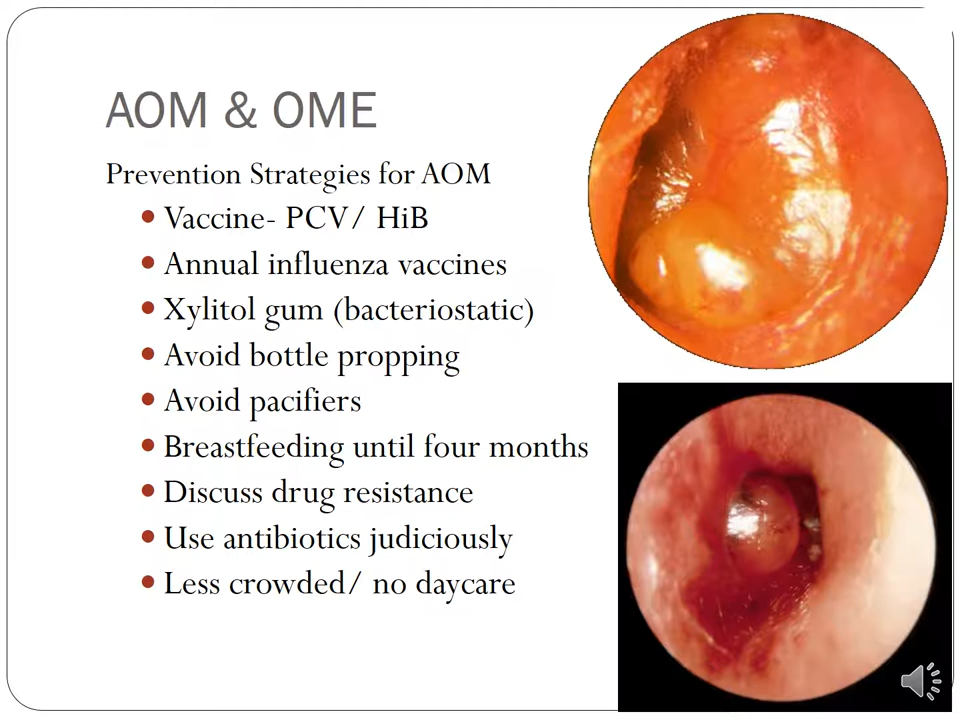 AOM & OME
Prevention Strategies for AOM
Vaccine- PCV/ HiB
Annual influenza vaccines
Xylitol gum (bacteriostatic)
Avoid bottle propping
Avoid pacifiers
Breastfeeding until four months
Discuss drug resistance
Use antibiotics judiciously
Less crowded/ no daycare